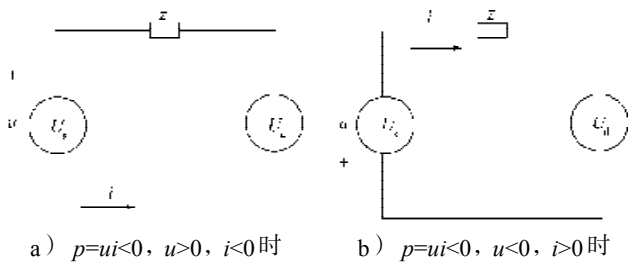 z
z
u
U
U
U
U
+
i
a） p=ui<0，u>0，i<0时
b） p=ui<0，u<0，i>0时